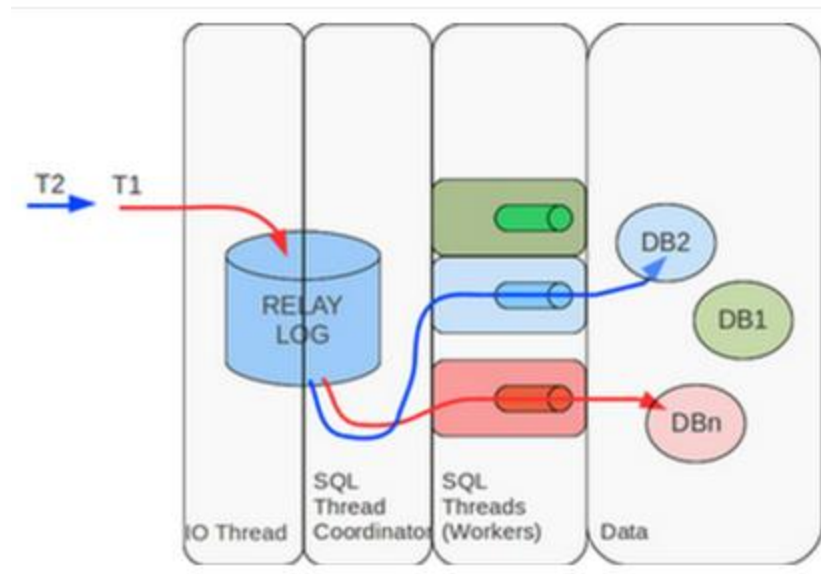 T2
T1
RELAY
LOG
DB2
DB1
DBn
IO Thread
SQL
Thread
Coordinator
SQL
Threads
(Workers)
Data